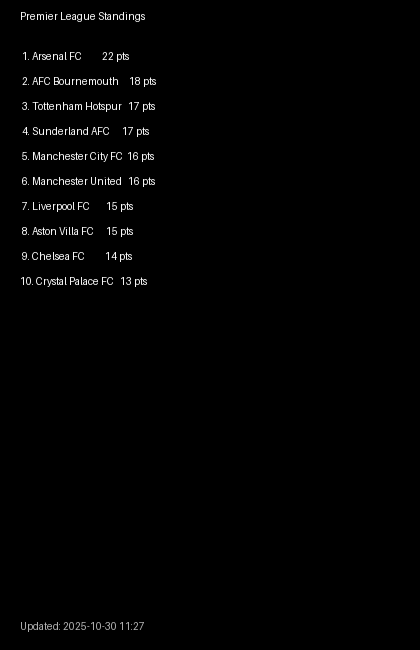 Premier League Standings
1. Arsenal FC 22 pts
2. AFC Bournemouth 18 pts
3. Tottenham Hotspur 17 pts
4. Sunderland AFC 17 pts
5. Manchester City FC 16 pts
6. Manchester United 16 pts
7. Liverpool FC 15 pts
8. Aston Villa FC 15 pts
9. Chelsea FC 14 pts
10. Crystal Palace FC 13 pts
Updated: 2025-10-30 11:27